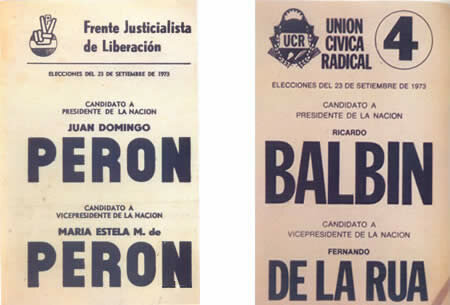 Frente Justicialista
de Liberación
ELECCIONES DEL 23 DE SETIEMBRE DE 1973
CANDIDATO A
PRESIDENTE DE LA NACION
JUAN DOMINGO
PERON
CANDIDATO A
VICEPRESIDENTE DE LA NACION
MARIA ESTELA M. de
PERON
UCR
UNION
CIVICA
RADICAL
4
ELECCIONES DEL 23 DE SETIEMBRE DE 1973
CANDIDATO A
PRESIDENTE DE LA NACION
RICARDO
BALBIN
CANDIDATO A
VICEPRESIDENTE DE LA NACION
FERNANDO
DE LA RUA